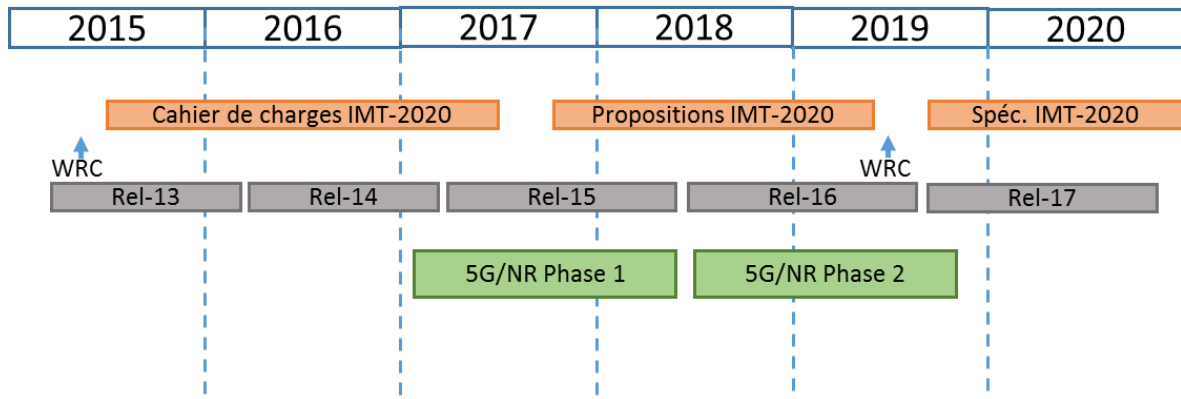 2015 2016 2017 2018 2019 2020
Cahier de charges IMT-2020 Propositions IMT-2020 Spéc. IMT-2020
WRC WRC
Rel-13 Rel-14 Rel-15 Rel-16 Rel-17
5G/NR Phase 1 5G/NR Phase 2